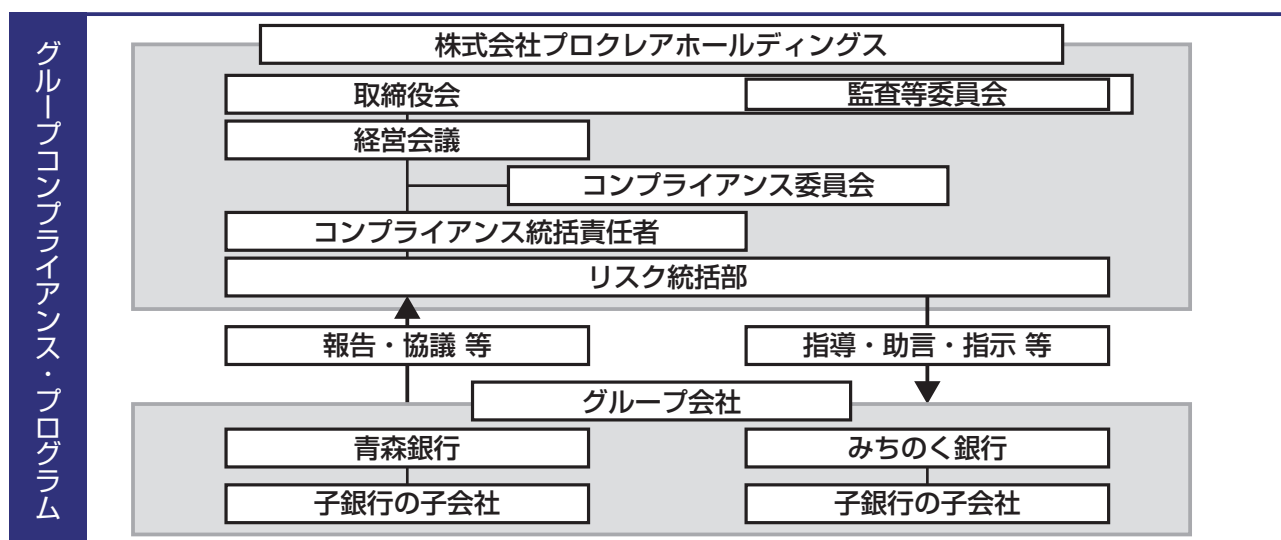 グループコンプライアンス・プログラム
株式会社プロクレアホールディングス
取締役会
監査等委員会
経営会議
コンプライアンス委員会
コンプライアンス統括責任者
リスク統括部
報告・協議 等
指導・助言・指示 等
グループ会社
青森銀行
みちのく銀行
子銀行の子会社
子銀行の子会社